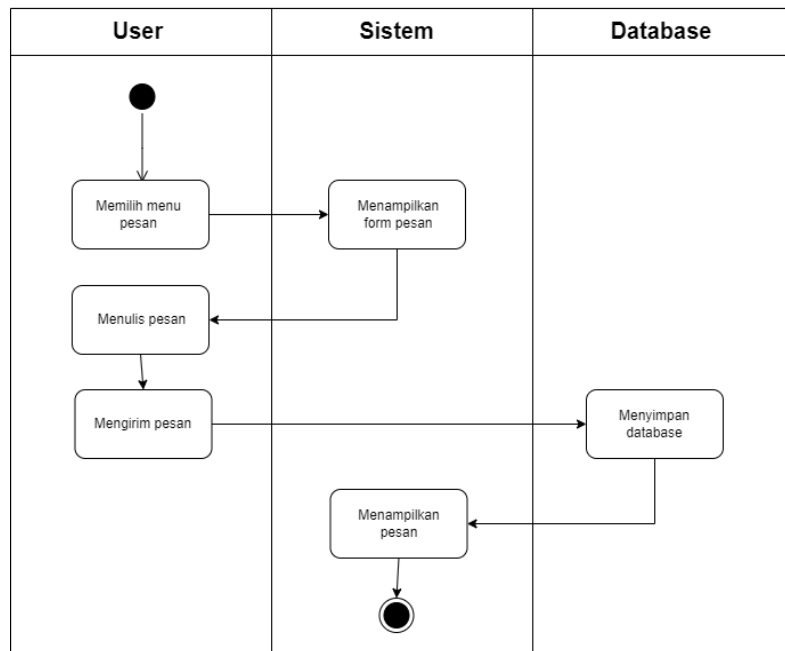 User
Sistem
Database
Memilih menu
pesan
Menampilkan
form pesan
Menulis pesan
Mengirim pesan
Menyimpan
database
Menampilkan
pesan